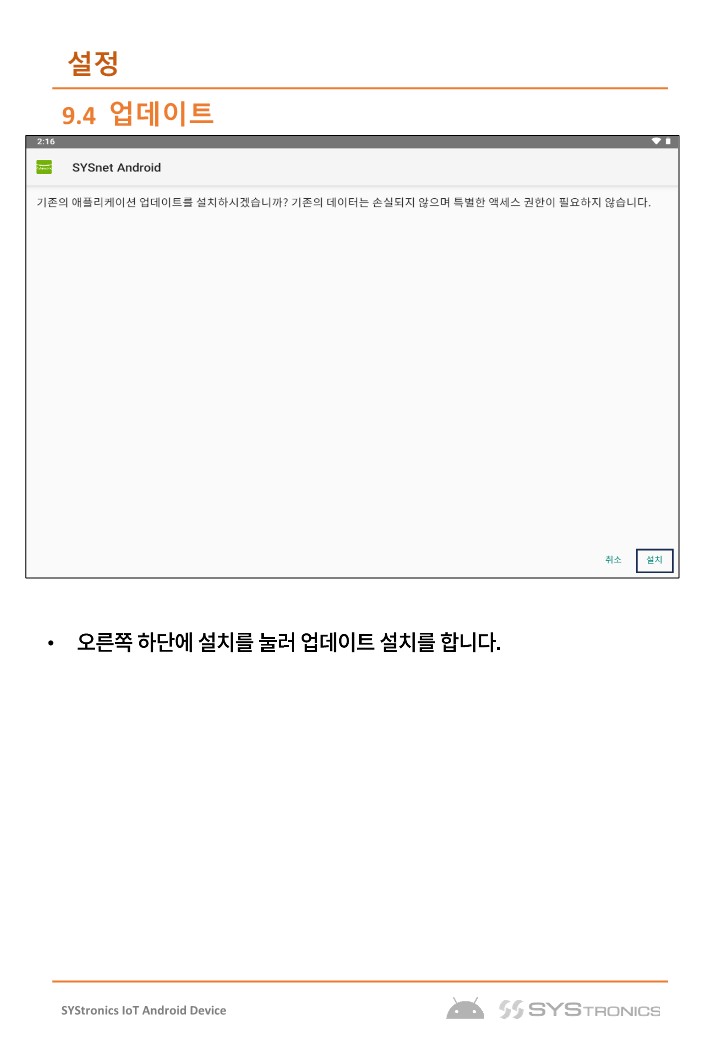 설정
9.4 업데이트
2:16
SYSnet Android
기존의 애플리케이션 업데이트를 설치하시겠습니까? 기존의 데이터는 손실되지 않으며 특별한 액세스 권한이 필요하지 않습니다.
취소 설치
• 오른쪽 하단에 설치를 눌러 업데이트 설치를 합니다.
SYStronics IoT Android Device
SYSTRONICS